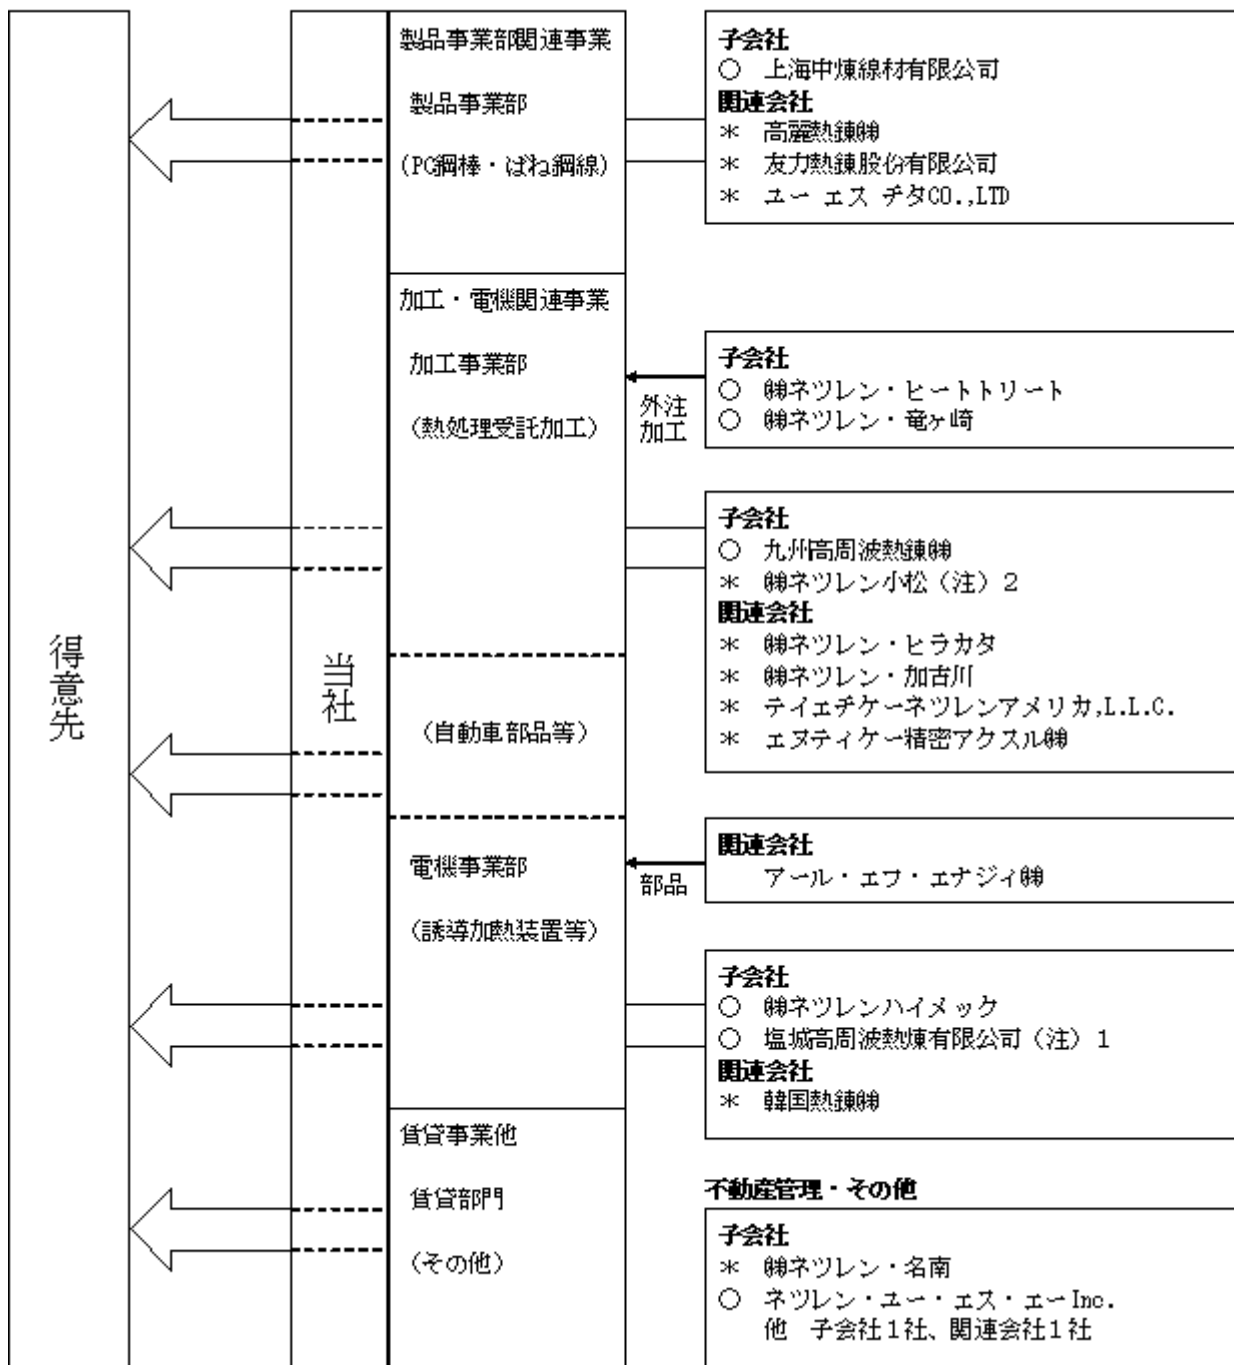 得意先
当社
製品事業部関連事業
製品事業部
(PC鋼棒・ばね鋼線)
子会社
○ 上海中煉線材有限公司
関連会社
＊ 高麗熱錬㈱
＊ 友力熱錬股份有限公司
＊ ユー エス チタCO.,LTD
加工・電機関連事業
加工事業部
(熱処理受託加工)
外注
加工
子会社
○ ㈱ネツレン・ヒートトリート
○ ㈱ネツレン・竜ヶ崎
子会社
○ 九州高周波熱錬㈱
＊ ㈱ネツレン小松（注）２
関連会社
＊ ㈱ネツレン・ヒラカタ
＊ ㈱ネツレン・加古川
＊ テイエチケーネツレンアメリカ,L.L.C.
＊ エヌティケー精密アクスル㈱
(自動車部品等)
電機事業部
(誘導加熱装置等)
部品
関連会社
アール・エフ・エナジィ㈱
子会社
○ ㈱ネツレンハイメック
○ 塩城高周波熱煉有限公司（注）１
関連会社
＊ 韓国熱錬㈱
賃貸事業他
賃貸部門
(その他)
不動産管理・その他
子会社
＊ ㈱ネツレン・名南
○ ネツレン・ユー・エス・エーInc.
他 子会社１社、関連会社１社